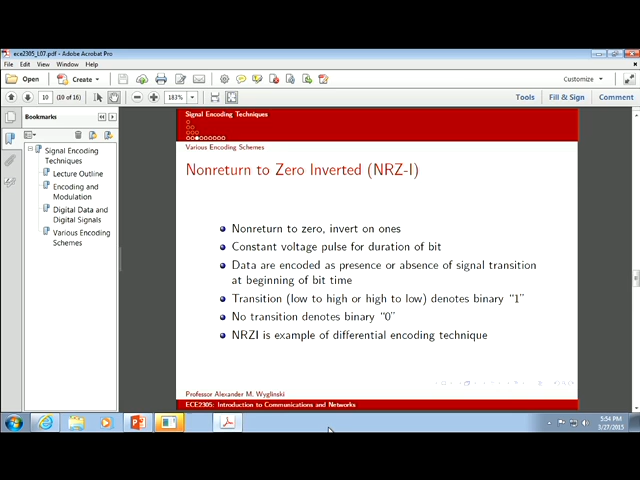 ece2305_L07.pdf - Adobe Acrobat Pro
File Edit View Window Help
Open
Create
Customize
10
(10 of 16)
183%
Tools
Fill & Sign
Comment
Bookmarks
Signal Encoding
Techniques
Lecture Outline
Encoding and
Modulation
Digital Data and
Digital Signals
Various Encoding
Schemes
Signal Encoding Techniques
Various Encoding Schemes
Nonreturn to Zero Inverted (NRZ-I)
Nonreturn to zero, invert on ones
Constant voltage pulse for duration of bit
Data are encoded as presence or absence of signal transition
at beginning of bit time
Transition (low to high or high to low) denotes binary “1”
No transition denotes binary “0”
NRZI is example of differential encoding technique
Professor Alexander M. Wyglinski
ECE2305: Introduction to Communications and Networks
5:54 PM
3/27/2015